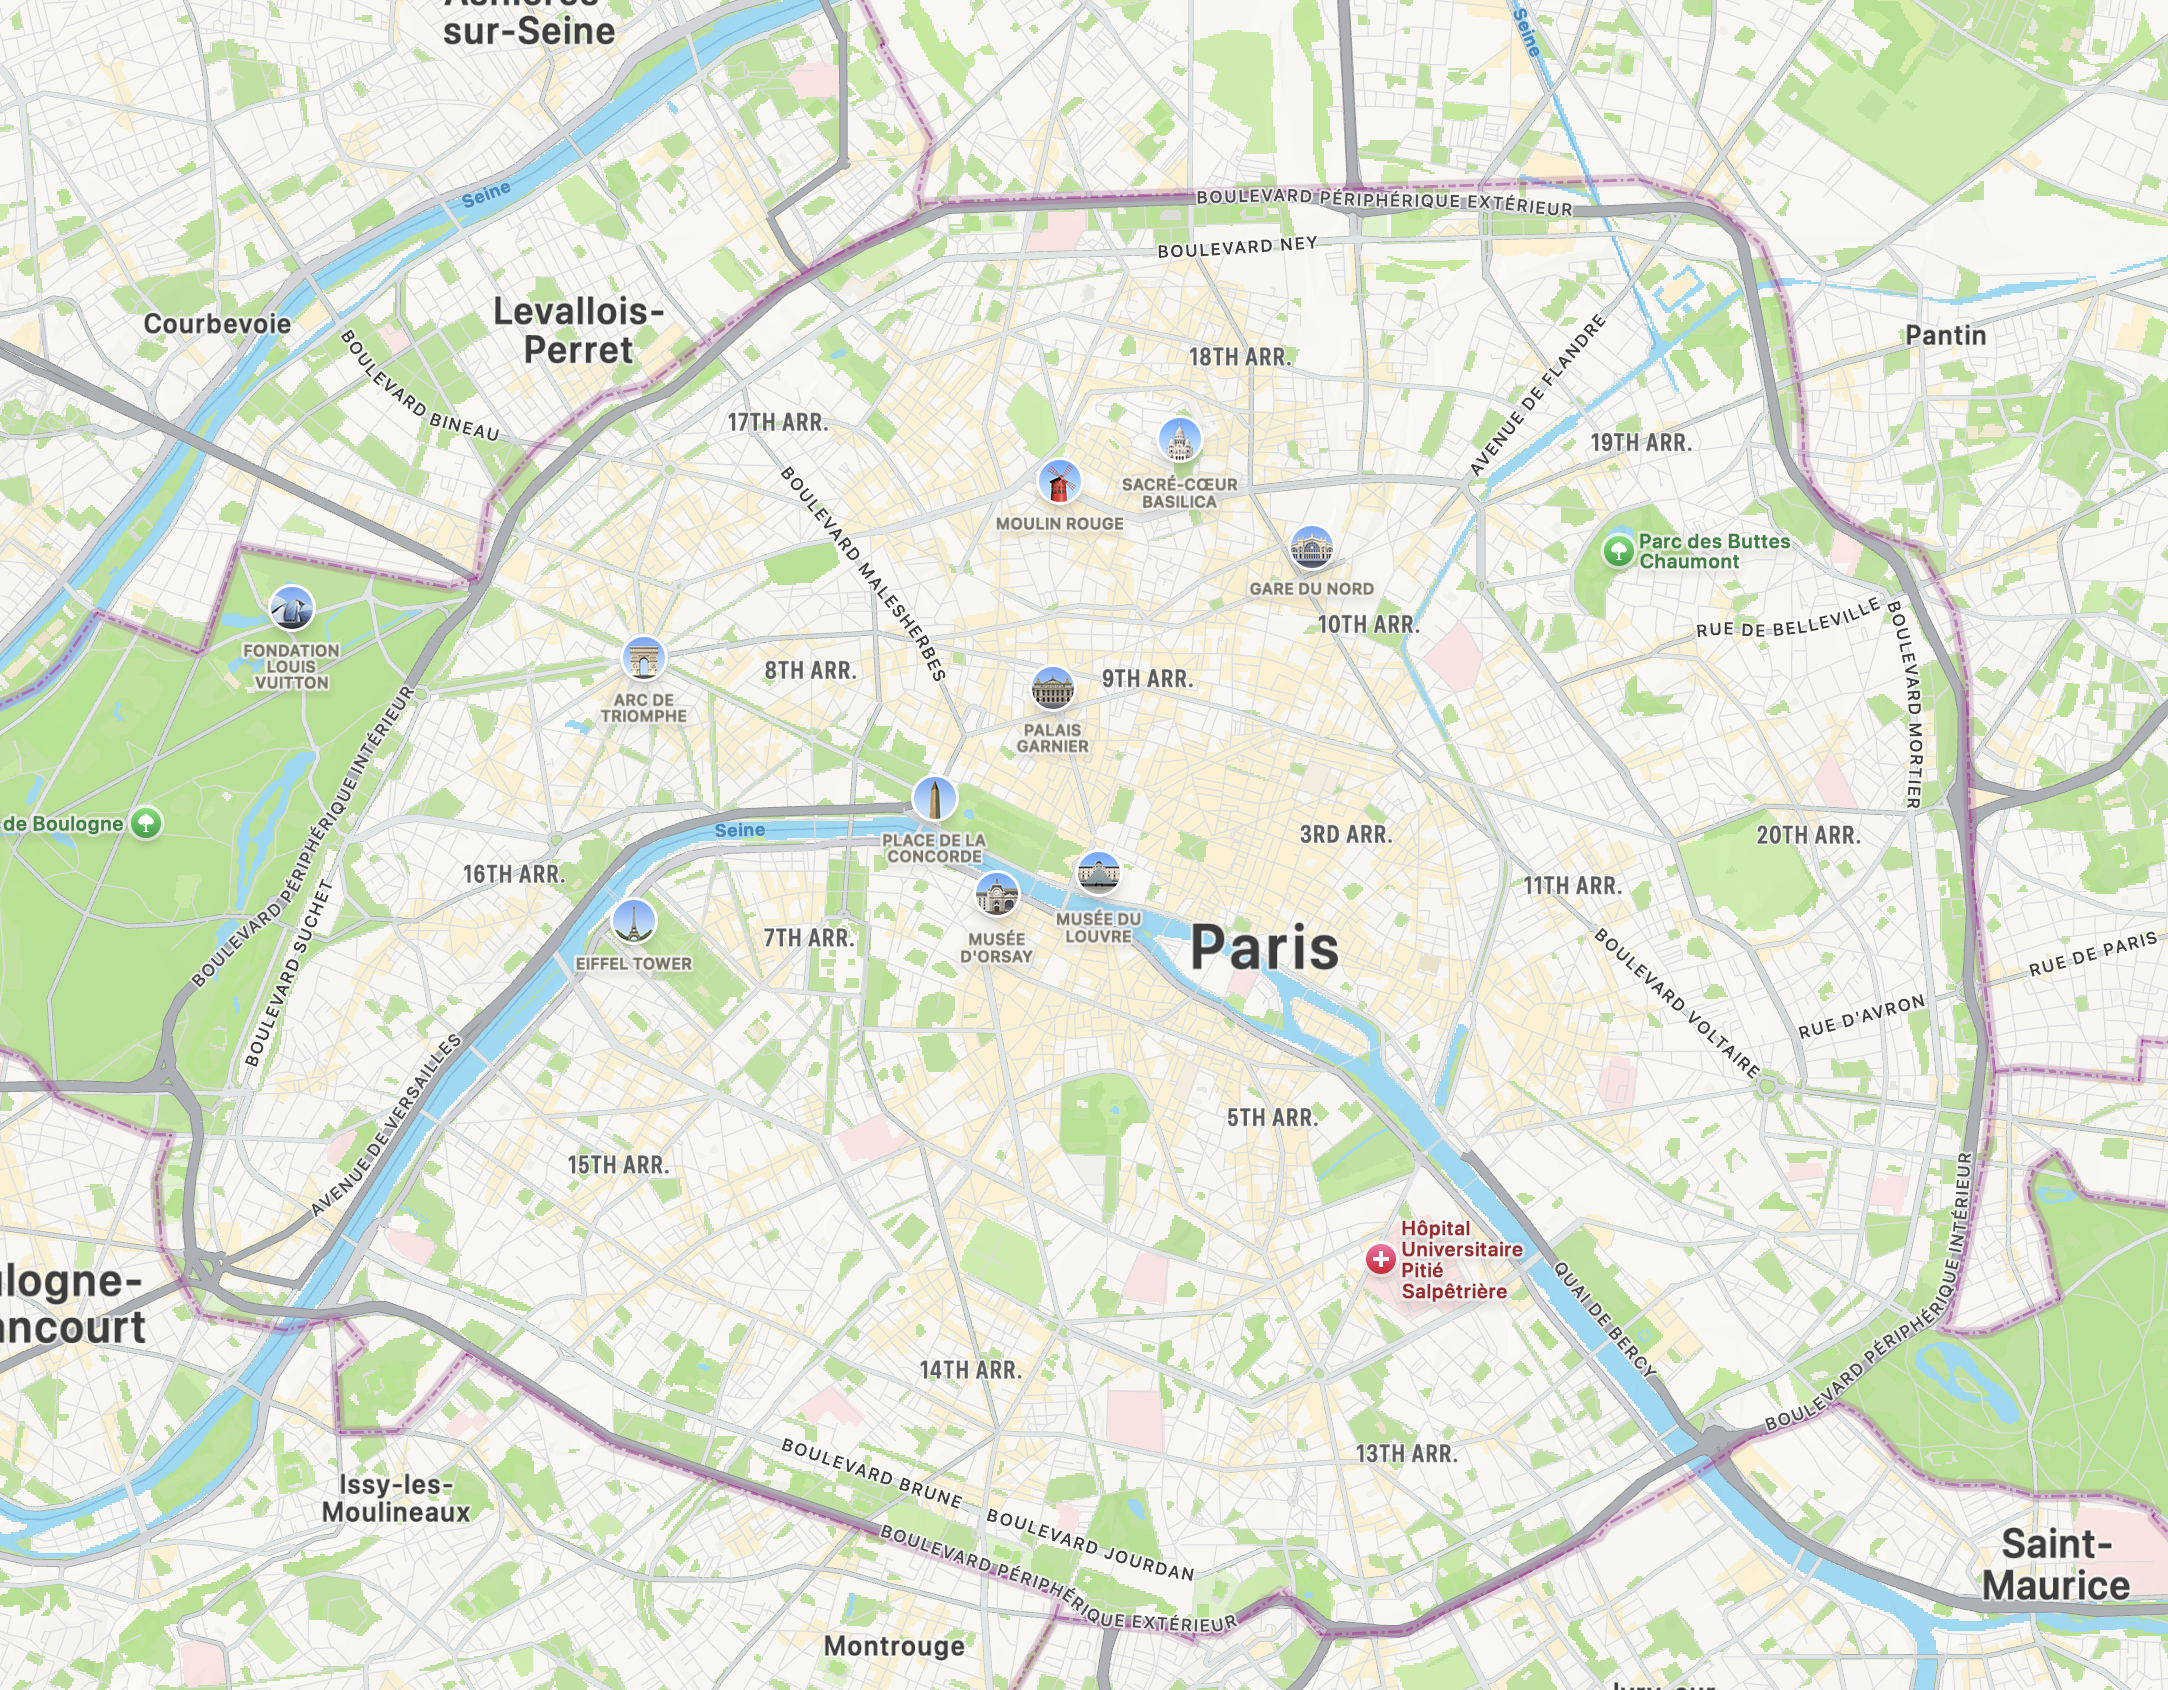 sur-Seine
Seine
Seine
BOULEVARD PÉRIPHÉRIQUE EXTÉRIEUR
BOULEVARD NEY
Levallois-
Perret
Courbevoie
Pantin
BOULEVARD BINEAU
18TH ARR.
AVENUE DE FLANDRE
17TH ARR.
19TH ARR.
BOULEVARD MALESHERBES
SACRÉ-CŒUR
BASILICA
MOULIN ROUGE
Parc des Buttes
Chaumont
GARE DU NORD
10TH ARR.
RUE DE BELLEVILLE
BOULEVARD MORTIER
FONDATION
LOUIS
VUITTON
8TH ARR.
9TH ARR.
ARC DE
TRIOMPHE
PALAIS
GARNIER
BOULEVARD PÉRIPHÉRIQUE INTÉRIEUR
de Boulogne
Seine
PLACE DE LA
CONCORDE
3RD ARR.
20TH ARR.
16TH ARR.
11TH ARR.
BOULEVARD SUCHET
7TH ARR.
MUSÉE
D'ORSAY
MUSÉE DU
LOUVRE
Paris
EIFFEL TOWER
BOULEVARD VOLTAIRE
RUE DE PARIS
RUE D'AVRON
AVENUE DE VERSAILLES
5TH ARR.
15TH ARR.
Hôpital
Universitaire
Pitié
Salpêtrière
BOULEVARD PÉRIPHÉRIQUE INTÉRIEUR
QUAI DE BERCY
14TH ARR.
13TH ARR.
BOULEVARD BRUNE
BOULEVARD JOURDAN
Issy-les-
Moulineaux
BOULEVARD PÉRIPHÉRIQUE EXTÉRIEUR
Saint-
Maurice
Montrouge